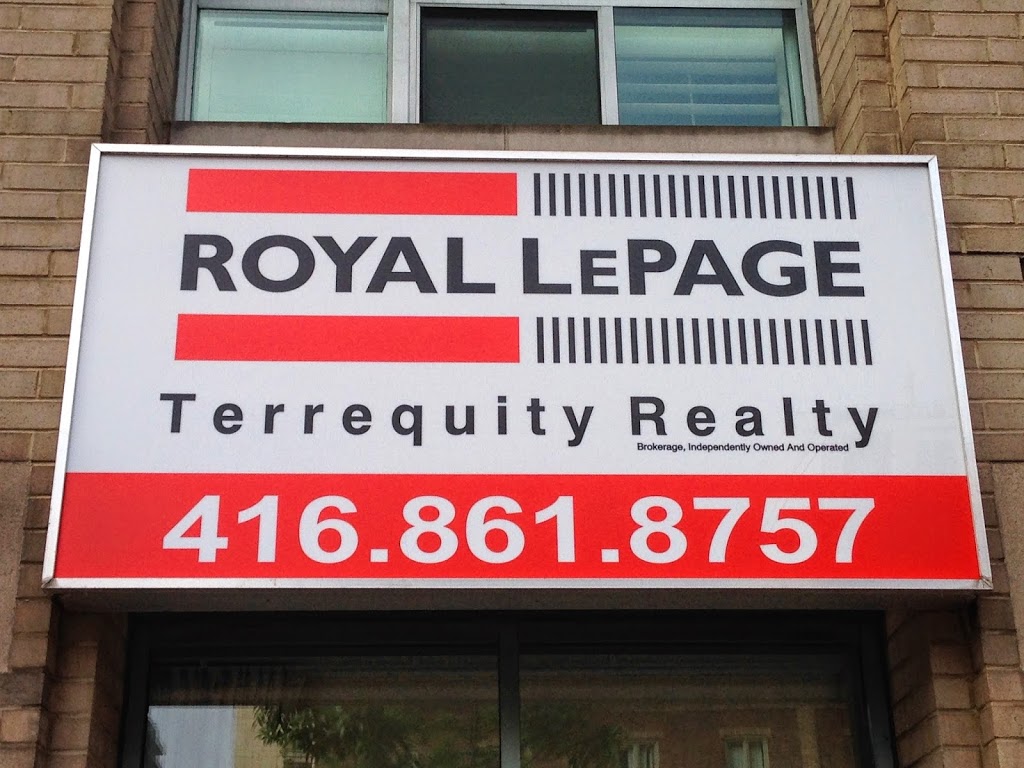 ROYAL LEPAGE
Terrequity Realty
Brokerage, Independently Owned And Operated
416.861.8757